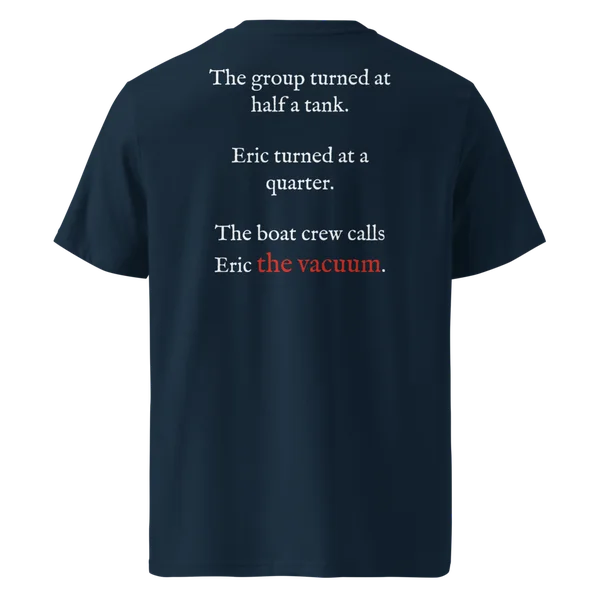 The group turned at
half a tank.
Eric turned at a
quarter.
The boat crew calls
Eric the vacuum.